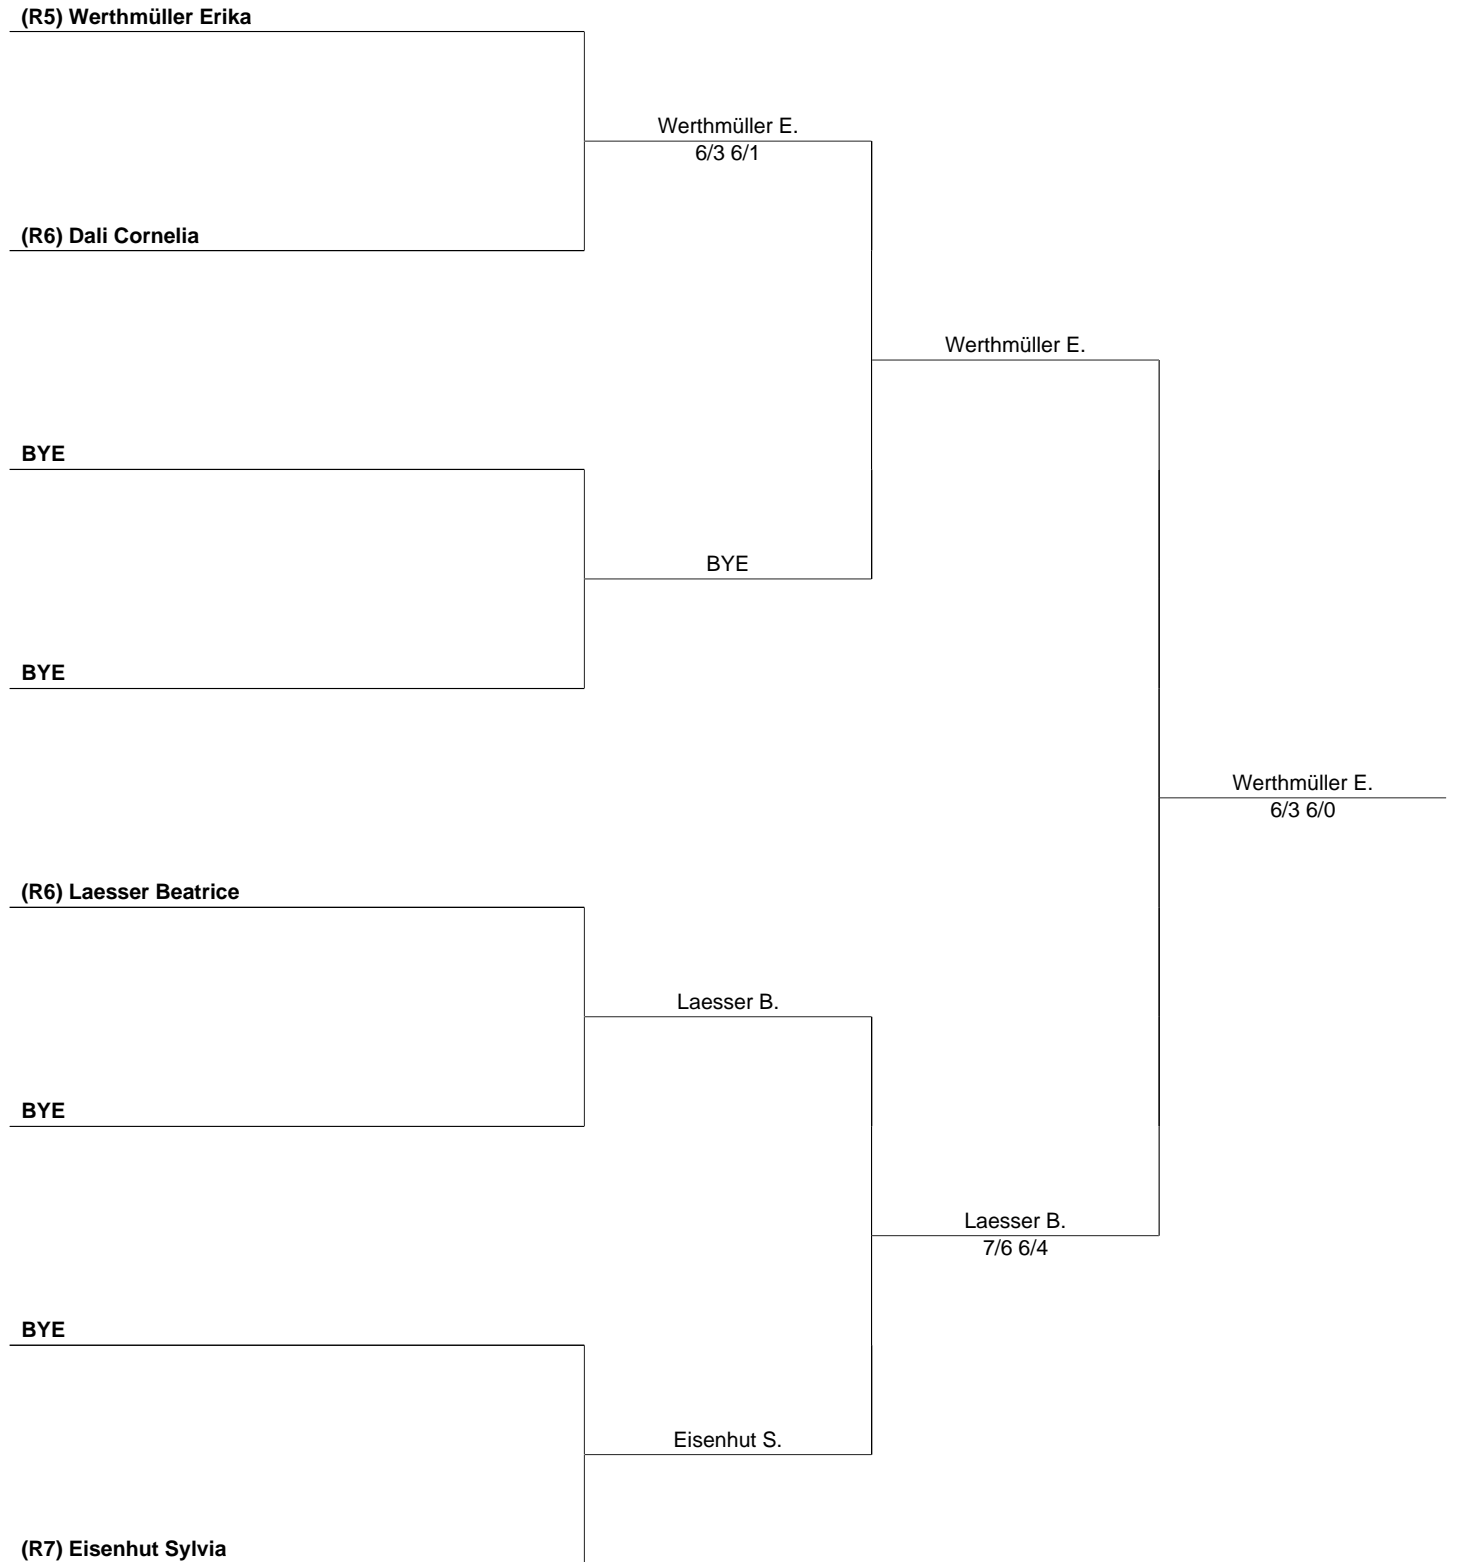 (R5) Werthmüller Erika
Werthmüller E.
6/3 6/1
(R6) Dali Cornelia
Werthmüller E.
BYE
BYE
BYE
Werthmüller E.
6/3 6/0
(R6) Laesser Beatrice
Laesser B.
BYE
Laesser B.
7/6 6/4
BYE
Eisenhut S.
(R7) Eisenhut Sylvia